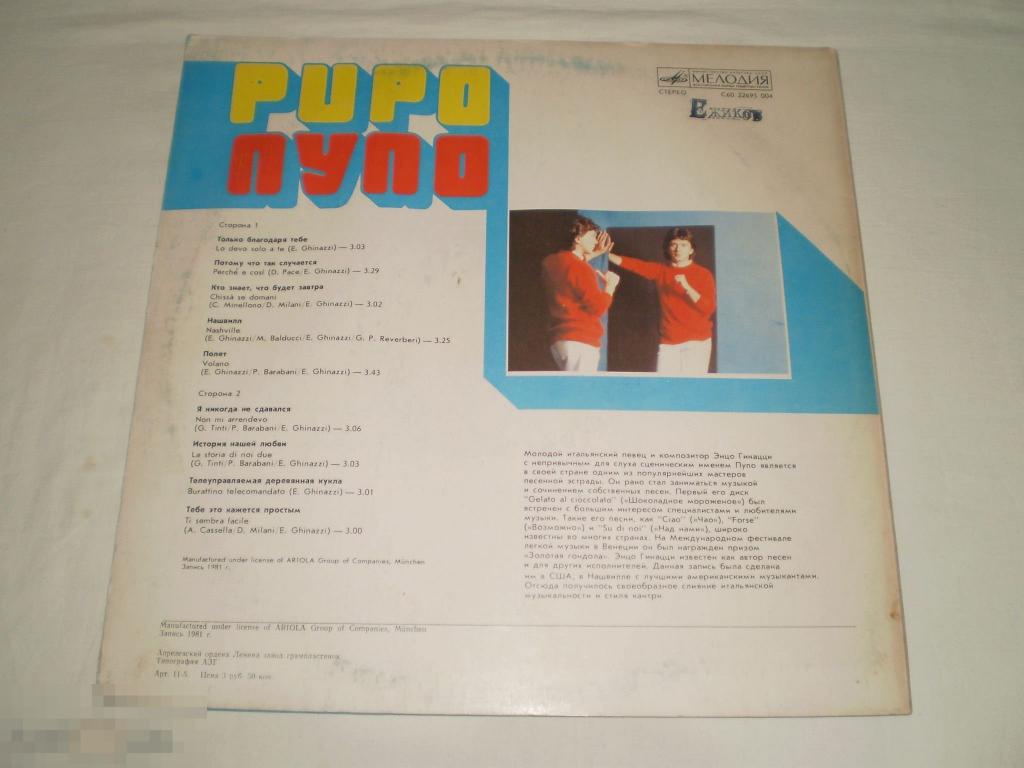 PUPO
ПУПО
МЕЛОДИЯ
СТЕРЕО
С60 22695 004
Ежиков
Сторона 1
Только благодаря тебе
Lo devo solo a te (E. Ghinazzi) — 3.03
Потому что так случается
Perché e così (D. Pace/E. Ghinazzi) — 3.29
Кто знает, что будет завтра
Chissà se domani
(C. Minellono/D. Milani/E. Ghinazzi) — 3.02
Нашвилл
Nashville
(E. Ghinazzi/M. Balducci/E. Ghinazzi/G. P. Reverberi) — 3.25
Полет
Volano
(E. Ghinazzi/P. Barabani/E. Ghinazzi) — 3.43
Сторона 2
Я никогда не сдавался
Non mi arrendevo
(G. Tinti/P. Barabani/E. Ghinazzi) — 3.06
История нашей любви
La storia di noi due
(G. Tinti/P. Barabani/E. Ghinazzi) — 3.03
Телеуправляемая деревянная кукла
Burattino telecomandato (E. Ghinazzi) — 3.01
Тебе это кажется простым
Ti sembra facile
(A. Cassella/D. Milani/E. Ghinazzi) — 3.00
Manufactured under license of ARIOLA Group of Companies, München
Запись 1981 г.
Молодой итальянский певец и композитор Энцо Гинацци
с непривычным для слуха сценическим именем Пупо является
в своей стране одним из популярнейших мастеров
песенной эстрады. Он рано стал заниматься музыкой
и сочинением собственных песен. Первый его диск
"Gelato al cioccolato" («Шоколадное мороженое») был
встречен с большим интересом специалистами и любителями
музыки. Такие его песни, как "Ciao" («Чао»), "Forse"
(«Возможно») и "Su di noi" («Над нами»), широко
известны во многих странах. На Международном фестивале
легкой музыки в Венеции он был награжден призом
«Золотая гондола». Энцо Гинацци известен как автор песен
и для других исполнителей. Данная запись была сделана
им в США, в Нашвилле с лучшими американскими музыкантами.
Отсюда получилось своеобразное слияние итальянской
музыкальности и стиля кантри.
Manufactured under license of ARIOLA Group of Companies, München
Запись 1981 г.
Апрелевский ордена Ленина завод грампластинок
Типография АЗГ
Арт. 11-5. Цена 3 руб. 50 коп.